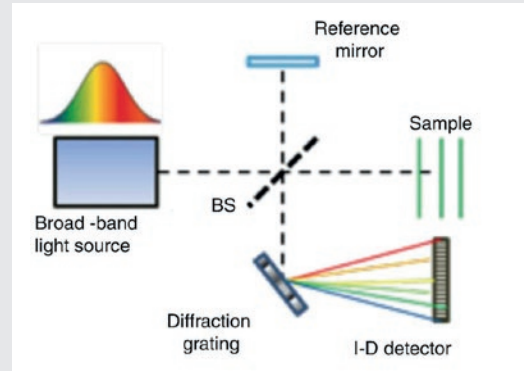 Reference
mirror
Sample
BS
Broad -band
light source
Diffraction
grating
I-D detector